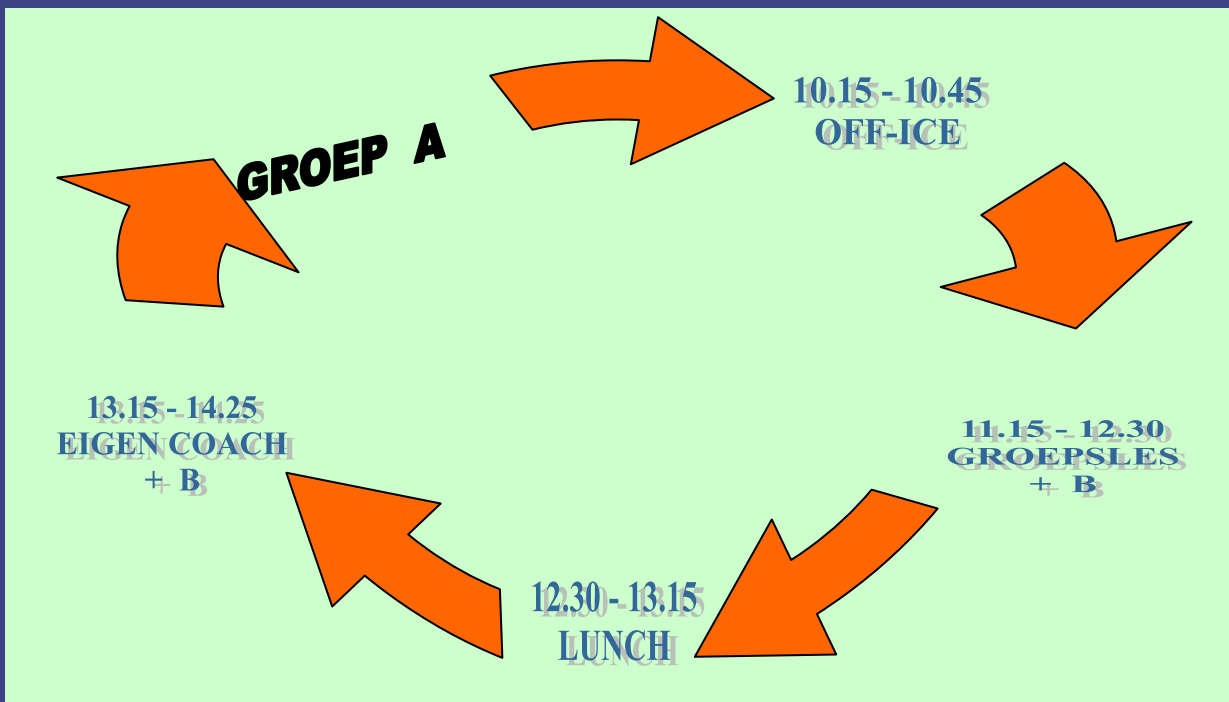 GROEP A
10.15 - 10.45
OFF-ICE
11.15 - 12.30
GROEPSLES
+ B
12.30 - 13.15
LUNCH
13.15 - 14.25
EIGEN COACH
+ B